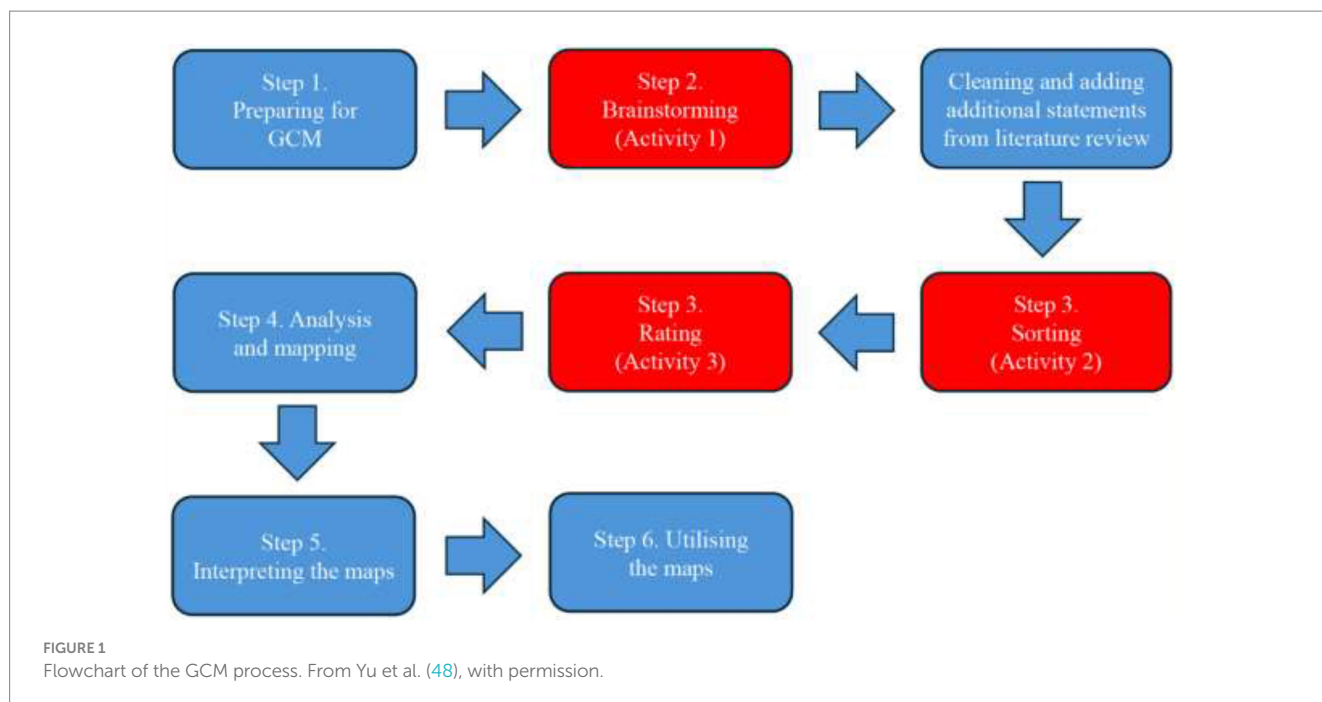 Step 1.
Preparing for
GCM
Step 2.
Brainstorming
(Activity 1)
Cleaning and adding
additional statements
from literature review
Step 3.
Sorting
(Activity 2)
Step 3.
Rating
(Activity 3)
Step 4. Analysis
and mapping
Step 5.
Interpreting the maps
Step 6. Utilising
the maps
FIGURE 1
Flowchart of the GCM process. From Yu et al. (48), with permission.